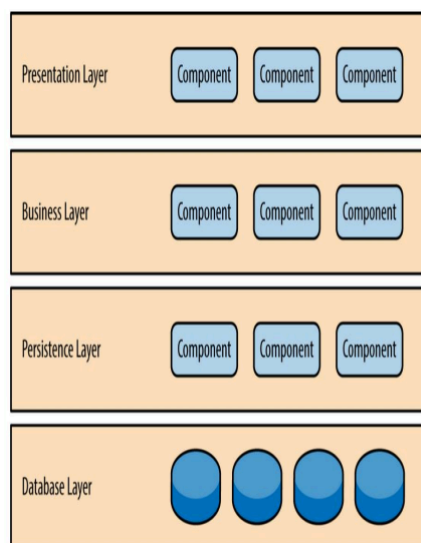 Presentation Layer Component Component Component
Business Layer Component Component Component
Persistence Layer Component Component Component
Database Layer